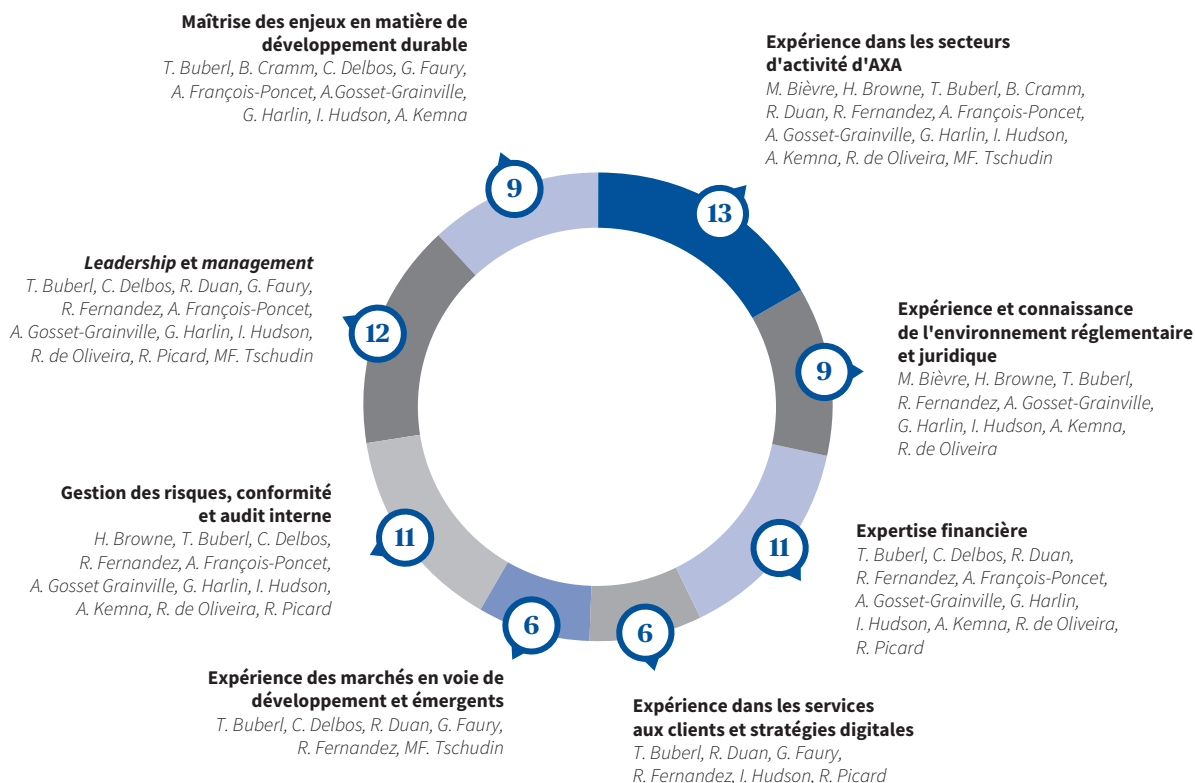 Maîtrise des enjeux en matière de
développement durable
T. Buberl, B. Cramm, C. Delbos, G. Faury,
A. François-Poncet, A.Gosset-Grainville,
G. Harlin, I. Hudson, A. Kemna
9
Expérience dans les secteurs
d'activité d'AXA
M. Bièvre, H. Browne, T. Buberl, B. Cramm,
R. Duan, R. Fernandez, A. François-Poncet,
A. Gosset-Grainville, G. Harlin, I. Hudson,
A. Kemna, R. de Oliveira, MF. Tschudin
13
Leadership et management
T. Buberl, C. Delbos, R. Duan, G. Faury,
R. Fernandez, A. François-Poncet,
A. Gosset-Grainville, G. Harlin, I. Hudson,
R. de Oliveira, R. Picard, MF. Tschudin
12
Expérience et connaissance
de l'environnement réglementaire
et juridique
M. Bièvre, H. Browne, T. Buberl,
R. Fernandez, A. Gosset-Grainville,
G. Harlin, I. Hudson, A. Kemna,
R. de Oliveira
9
Gestion des risques, conformité
et audit interne
H. Browne, T. Buberl, C. Delbos,
R. Fernandez, A. François-Poncet,
A. Gosset Grainville, G. Harlin, I. Hudson,
A. Kemna, R. de Oliveira, R. Picard
11
Expertise financière
T. Buberl, C. Delbos, R. Duan,
R. Fernandez, A. François-Poncet,
A. Gosset-Grainville, G. Harlin,
I. Hudson, A. Kemna, R. de Oliveira,
R. Picard
11
Expérience des marchés en voie de
développement et émergents
T. Buberl, C. Delbos, R. Duan, G. Faury,
R. Fernandez, MF. Tschudin
6
Expérience dans les services
aux clients et stratégies digitales
T. Buberl, R. Duan, G. Faury,
R. Fernandez, I. Hudson, R. Picard
6